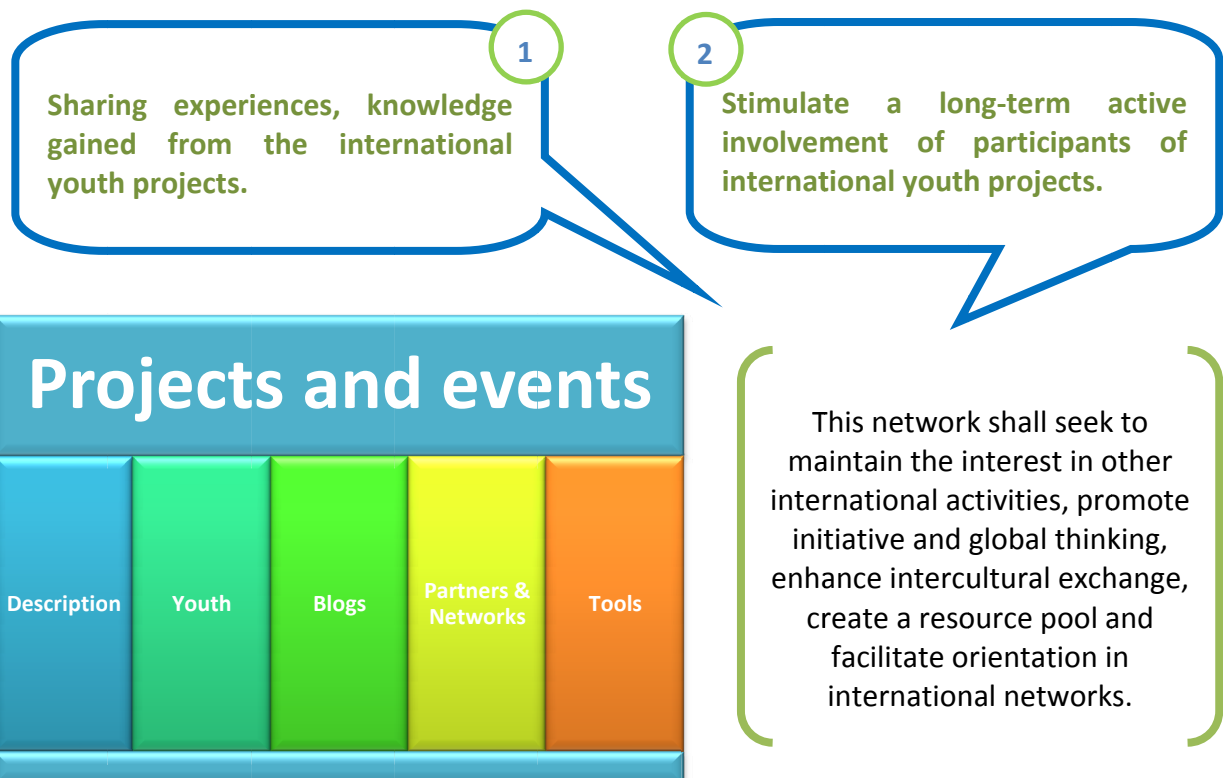 1
Sharing experiences, knowledge
gained from the international
youth projects.
2
Stimulate a long-term active
involvement of participants of
international youth projects.
Projects and events
Description
Youth
Blogs
Partners &
Networks
Tools
This network shall seek to
maintain the interest in other
international activities, promote
initiative and global thinking,
enhance intercultural exchange,
create a resource pool and
facilitate orientation in
international networks.